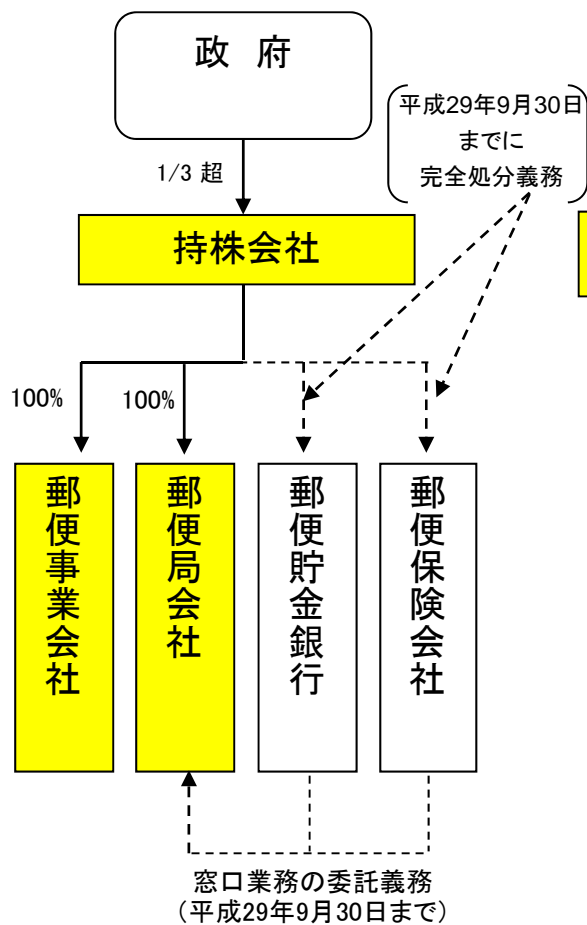 政 府
平成29年9月30日
までに
完全処分義務
1/3 超
持株会社
100%
100%
郵便事業会社
郵便局会社
郵便貯金銀行
郵便保険会社
窓口業務の委託義務
(平成29年9月30日まで)